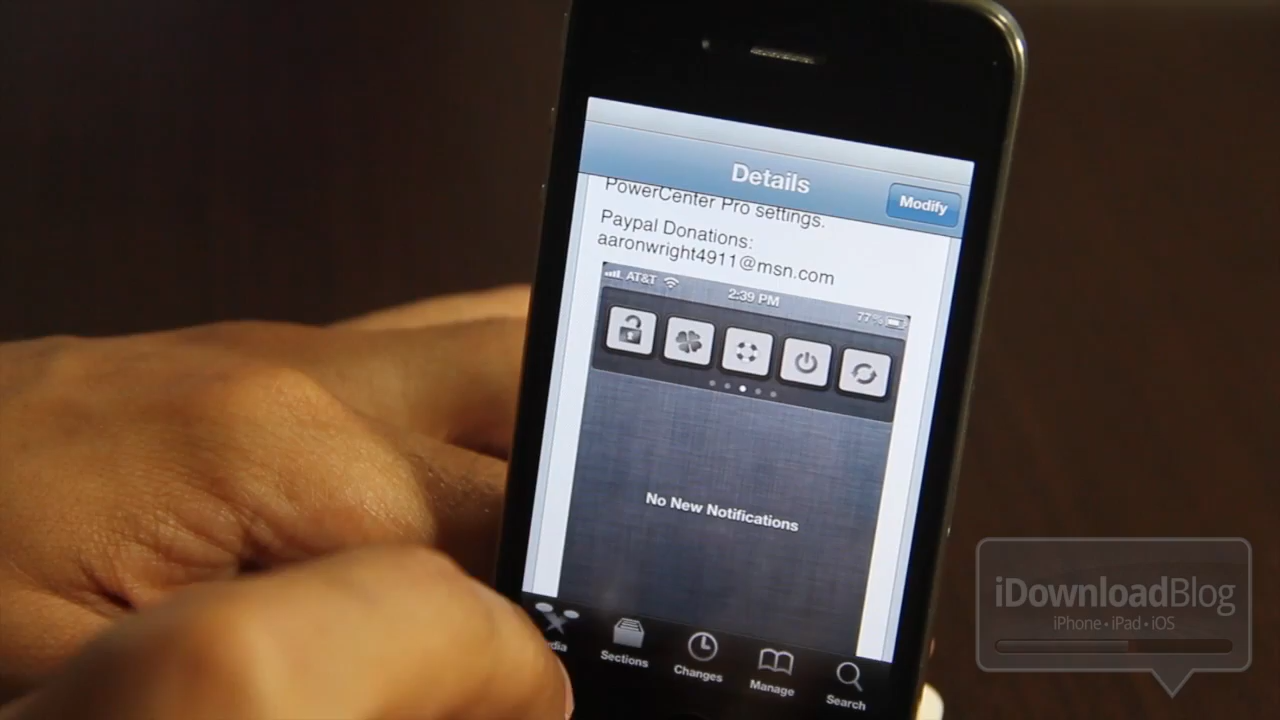 Details
Modify
PowerCenter Pro settings.
Paypal Donations:
aaronwright4911@msn.com
AT&T
2:39 PM
77%
No New Notifications
Sections
Changes
Manage
Search
iDownloadBlog
iPhone • iPad • iOS